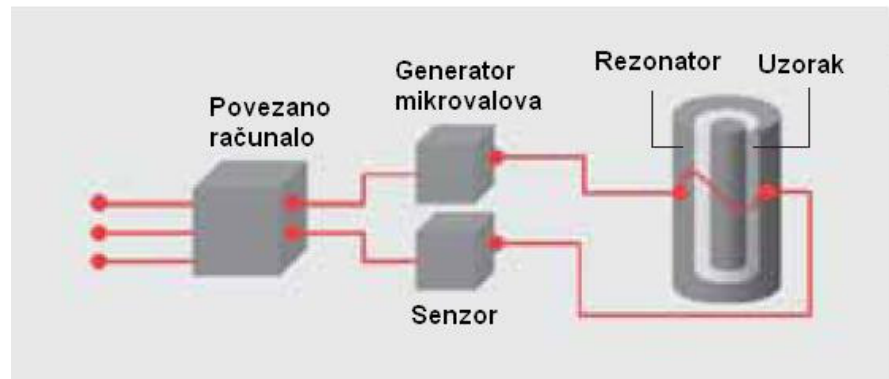 Povezano
računalo
Generator
mikrovalova
Senzor
Rezonator
Uzorak